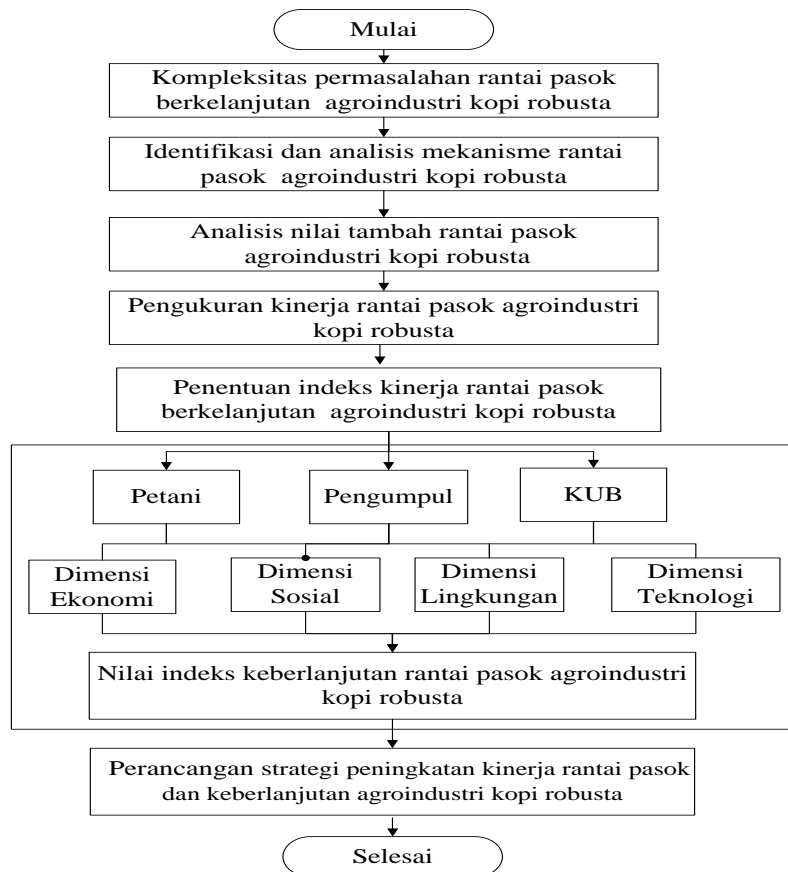 Mulai
Kompleksitas permasalahan rantai pasok
berkelanjutan agroindustri kopi robusta
Identifikasi dan analisis mekanisme rantai
pasok agroindustri kopi robusta
Analisis nilai tambah rantai pasok
agroindustri kopi robusta
Pengukuran kinerja rantai pasok agroindustri
kopi robusta
Penentuan indeks kinerja rantai pasok
berkelanjutan agroindustri kopi robusta
Petani
Pengumpul
KUB
Dimensi
Ekonomi
Dimensi
Sosial
Dimensi
Lingkungan
Dimensi
Teknologi
Nilai indeks keberlanjutan rantai pasok agroindustri
kopi robusta
Perancangan strategi peningkatan kinerja rantai pasok
dan keberlanjutan agroindustri kopi robusta
Selesai